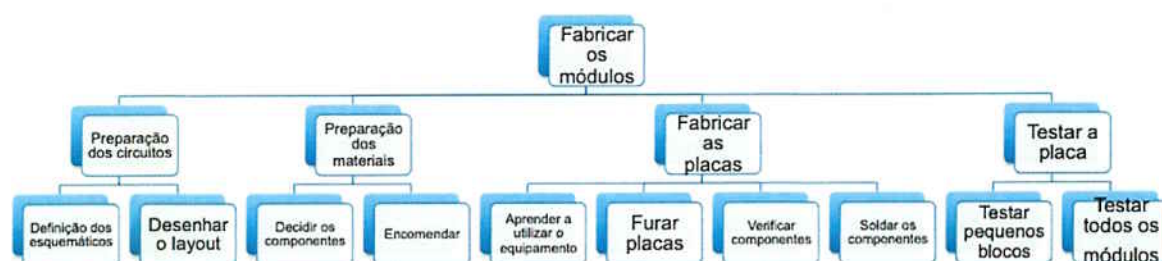 Fabricar
os
módulos
Preparação
dos circuitos
Preparação
dos
materiais
Fabricar
as
placas
Testar a
placa
Definição dos
esquemáticos
Desenhar
o layout
Decidir os
componentes
Encomendar
Aprender a
utilizar o
equipamento
Furar
placas
Verificar
componentes
Soldar os
componentes
Testar
pequenos
blocos
Testar
todos os
módulos